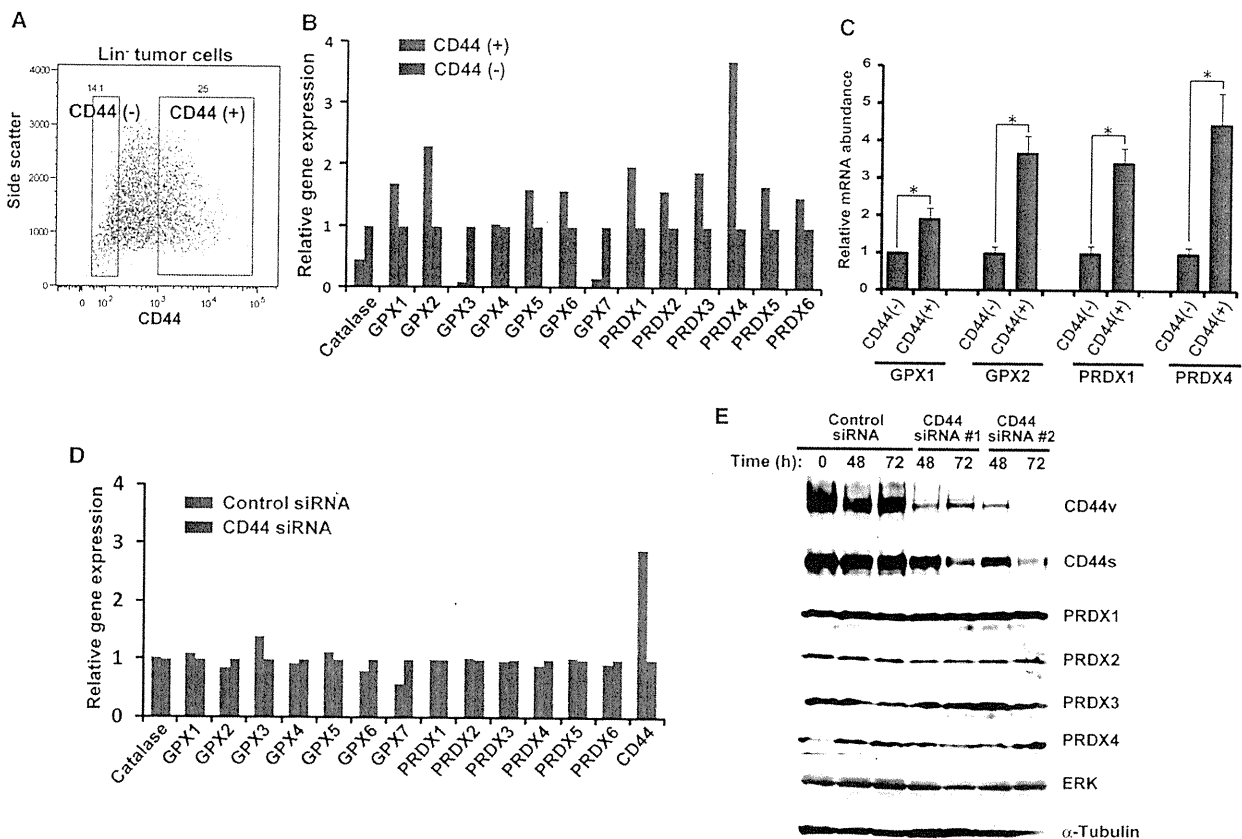 A
Lin- tumor cells
4000
3000
2000
1000
0
14.1
25
CD44 (-)
CD44 (+)
Side scatter
0
10²
10³
10⁴
10⁵
CD44
B
4
3
2
1
0
Relative gene expression
CD44 (+)
CD44 (-)
Catalase
GPX1
GPX2
GPX3
GPX4
GPX5
GPX6
GPX7
PRDX1
PRDX2
PRDX3
PRDX4
PRDX5
PRDX6
C
6
5
4
3
2
1
0
Relative mRNA abundance
*
*
*
*
CD44(-)
CD44(+)
CD44(-)
CD44(+)
CD44(-)
CD44(+)
CD44(-)
CD44(+)
GPX1
GPX2
PRDX1
PRDX4
D
4
3
2
1
0
Relative gene expression
Control siRNA
CD44 siRNA
Catalase
GPX1
GPX2
GPX3
GPX4
GPX5
GPX6
GPX7
PRDX1
PRDX2
PRDX3
PRDX4
PRDX5
PRDX6
CD44
E
Control siRNA
CD44 siRNA #1
CD44 siRNA #2
Time (h): 0 48 72 48 72 48 72
CD44v
CD44s
PRDX1
PRDX2
PRDX3
PRDX4
ERK
α-Tubulin